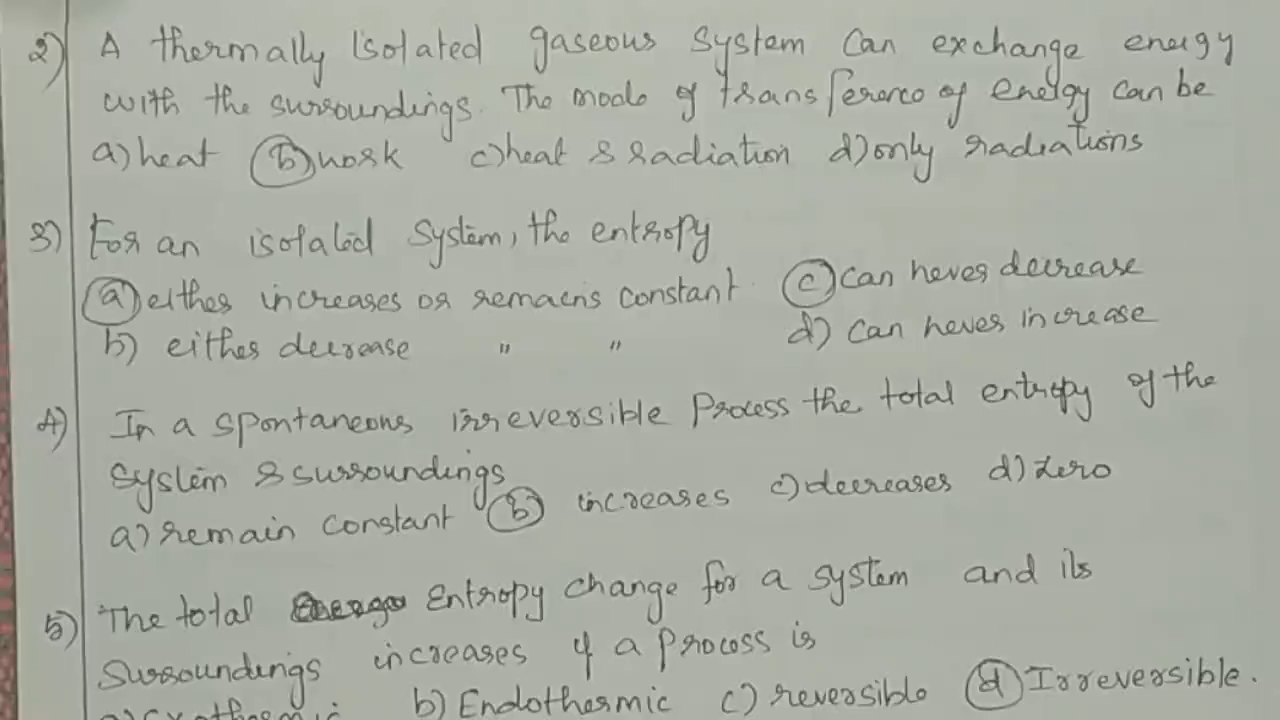 2) A thermally isolated gaseous system can exchange energy
with the surroundings. The mode of transference of energy can be
a) heat b) work c) heat & radiation d) only radiations
3) For an isolated system, the entropy
a) either increases or remains constant c) can never decrease
b) either decrease " " d) can never increase
4) In a spontaneous irreversible process the total entropy of the
system & surroundings
a) remain constant b) increases c) decreases d) zero
5) The total entropy change for a system and its
surroundings increases if a process is
a) exothermic b) Endothermic c) reversible d) Irreversible.